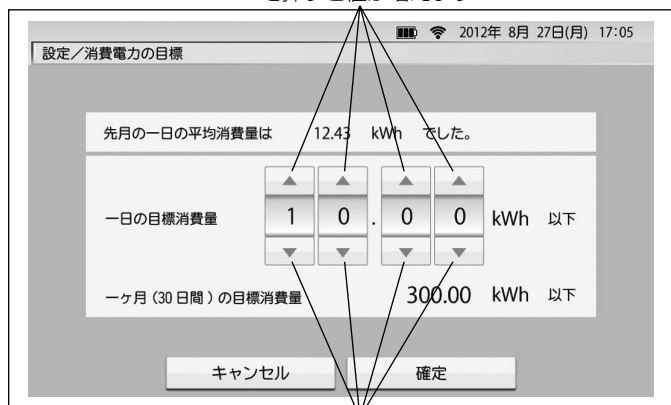 2012年 8月 27日(月) 17:05
設定/消費電力の目標
先月の一日の平均消費量は 12.43 kWh でした。
一日の目標消費量 1 0 . 0 0 kWh 以下
一ヶ月(30日間)の目標消費量 300.00 kWh 以下
キャンセル 確定